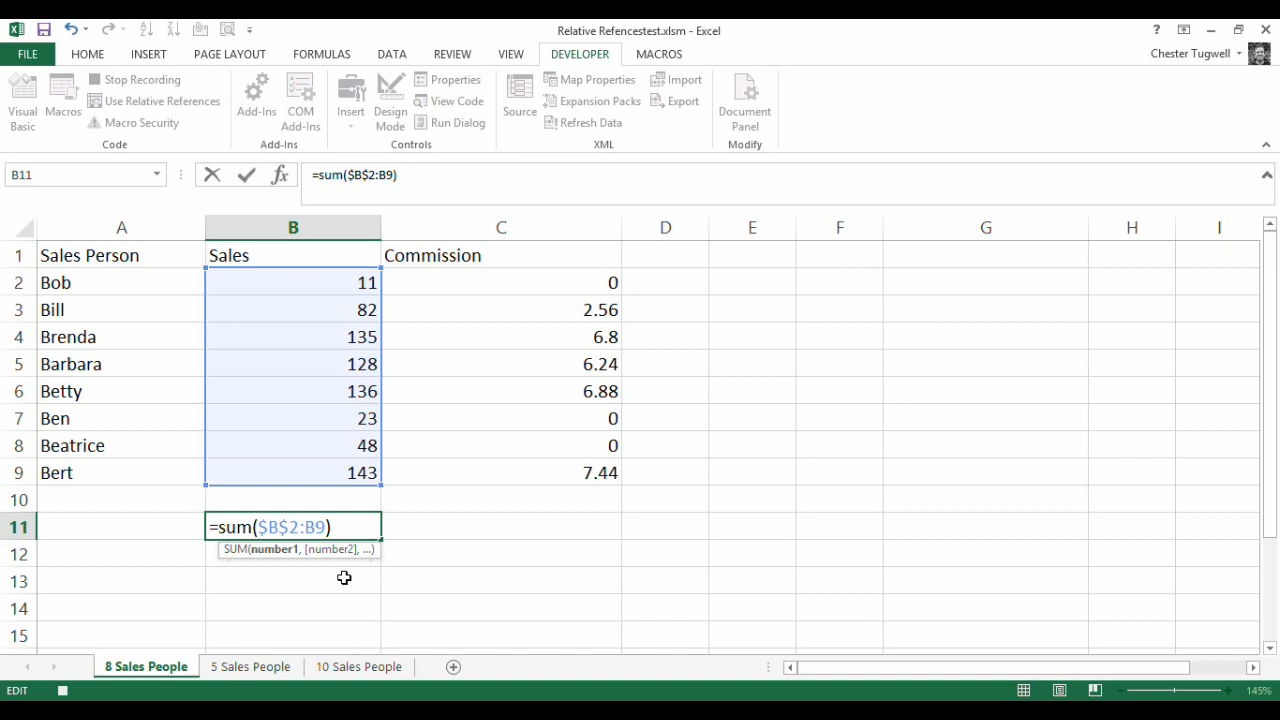 Relative Refencestest.xlsm - Excel
FILE HOME INSERT PAGE LAYOUT FORMULAS DATA REVIEW VIEW DEVELOPER MACROS Chester Tugwell
Visual Basic
Macros
Stop Recording
Use Relative References
Macro Security
Code
Add-Ins
COM Add-Ins
Add-Ins
Insert
Design Mode
Properties
View Code
Run Dialog
Controls
Source
Map Properties
Expansion Packs
Refresh Data
Import
Export
XML
Document Panel
Modify
B11 fx =sum($B$2:B9)
A B C D E F G H I
1 Sales Person Sales Commission
2 Bob 11 0
3 Bill 82 2.56
4 Brenda 135 6.8
5 Barbara 128 6.24
6 Betty 136 6.88
7 Ben 23 0
8 Beatrice 48 0
9 Bert 143 7.44
10
11 =sum($B$2:B9)
SUM(number1, [number2], ...)
12
13
14
15
8 Sales People 5 Sales People 10 Sales People
EDIT 145%